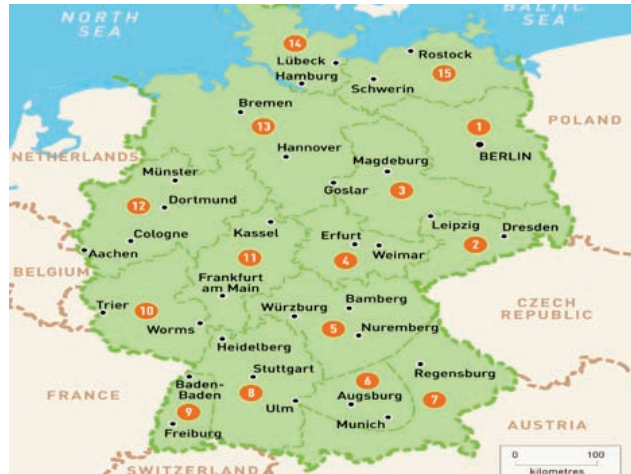 NORTH
SEA
BALTIC
SEA
14
Lübeck
Hamburg
Rostock
15
Schwerin
Bremen
13
1
POLAND
BERLIN
NETHERLANDS
Hannover
Magdeburg
Münster
Goslar
3
12
Dortmund
Leipzig
Dresden
Cologne
Kassel
Erfurt
2
Aachen
11
4
Weimar
BELGIUM
Frankfurt
am Main
CZECH
REPUBLIC
Trier
10
Würzburg
Bamberg
Worms
5
Nuremberg
Heidelberg
Regensburg
Stuttgart
6
Baden-
Baden
8
Augsburg
7
FRANCE
9
Ulm
Munich
Freiburg
AUSTRIA
SWITZERLAND
0 100
kilometres